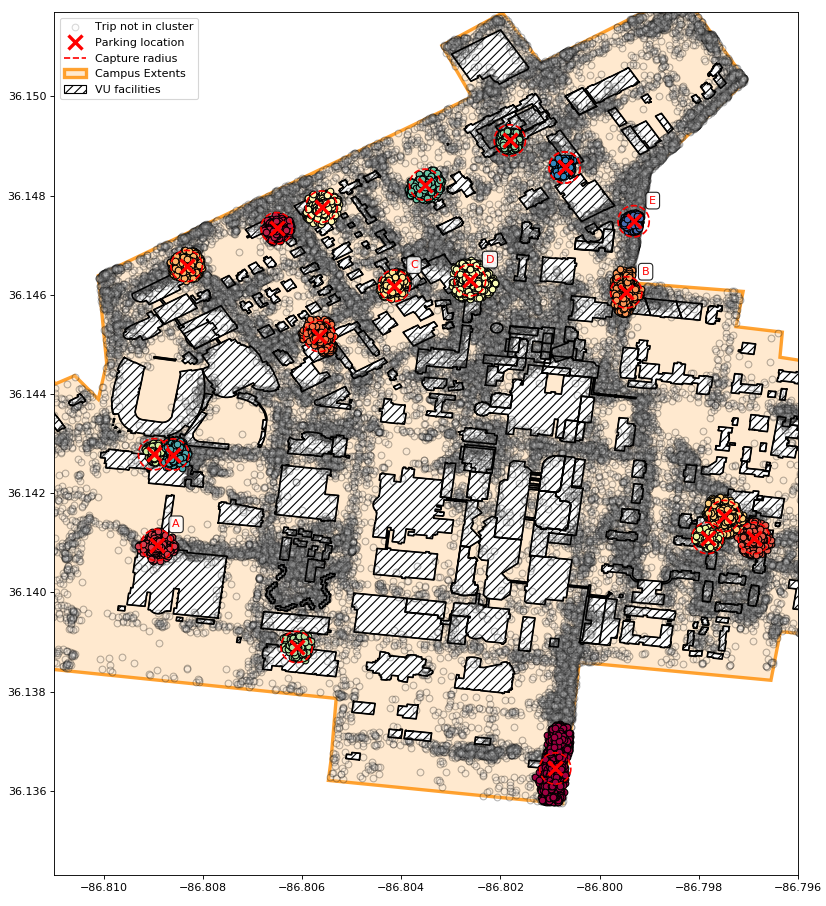 Trip not in cluster
Parking location
Capture radius
Campus Extents
VU facilities
36.150
36.148
36.146
36.144
36.142
36.140
36.138
36.136
E
B
C
D
A
−86.810
−86.808
−86.806
−86.804
−86.802
−86.800
−86.798
−86.796